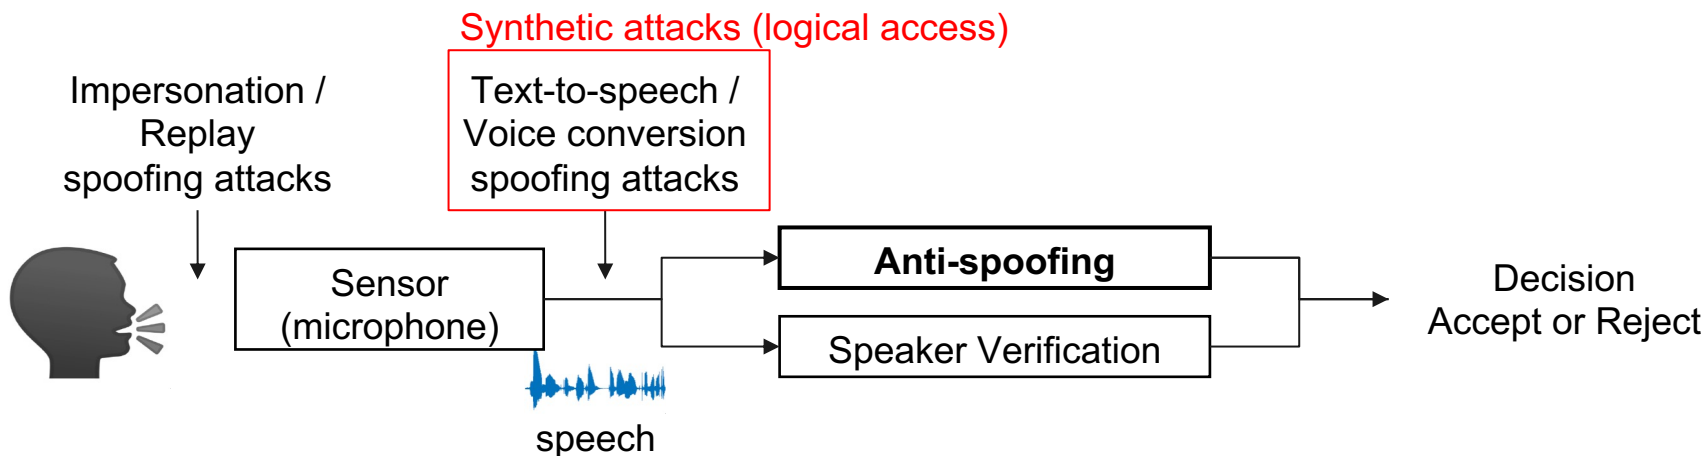 Synthetic attacks (logical access)
Impersonation /
Replay
spoofing attacks
Text-to-speech /
Voice conversion
spoofing attacks
Sensor
(microphone)
speech
Anti-spoofing
Speaker Verification
Decision
Accept or Reject